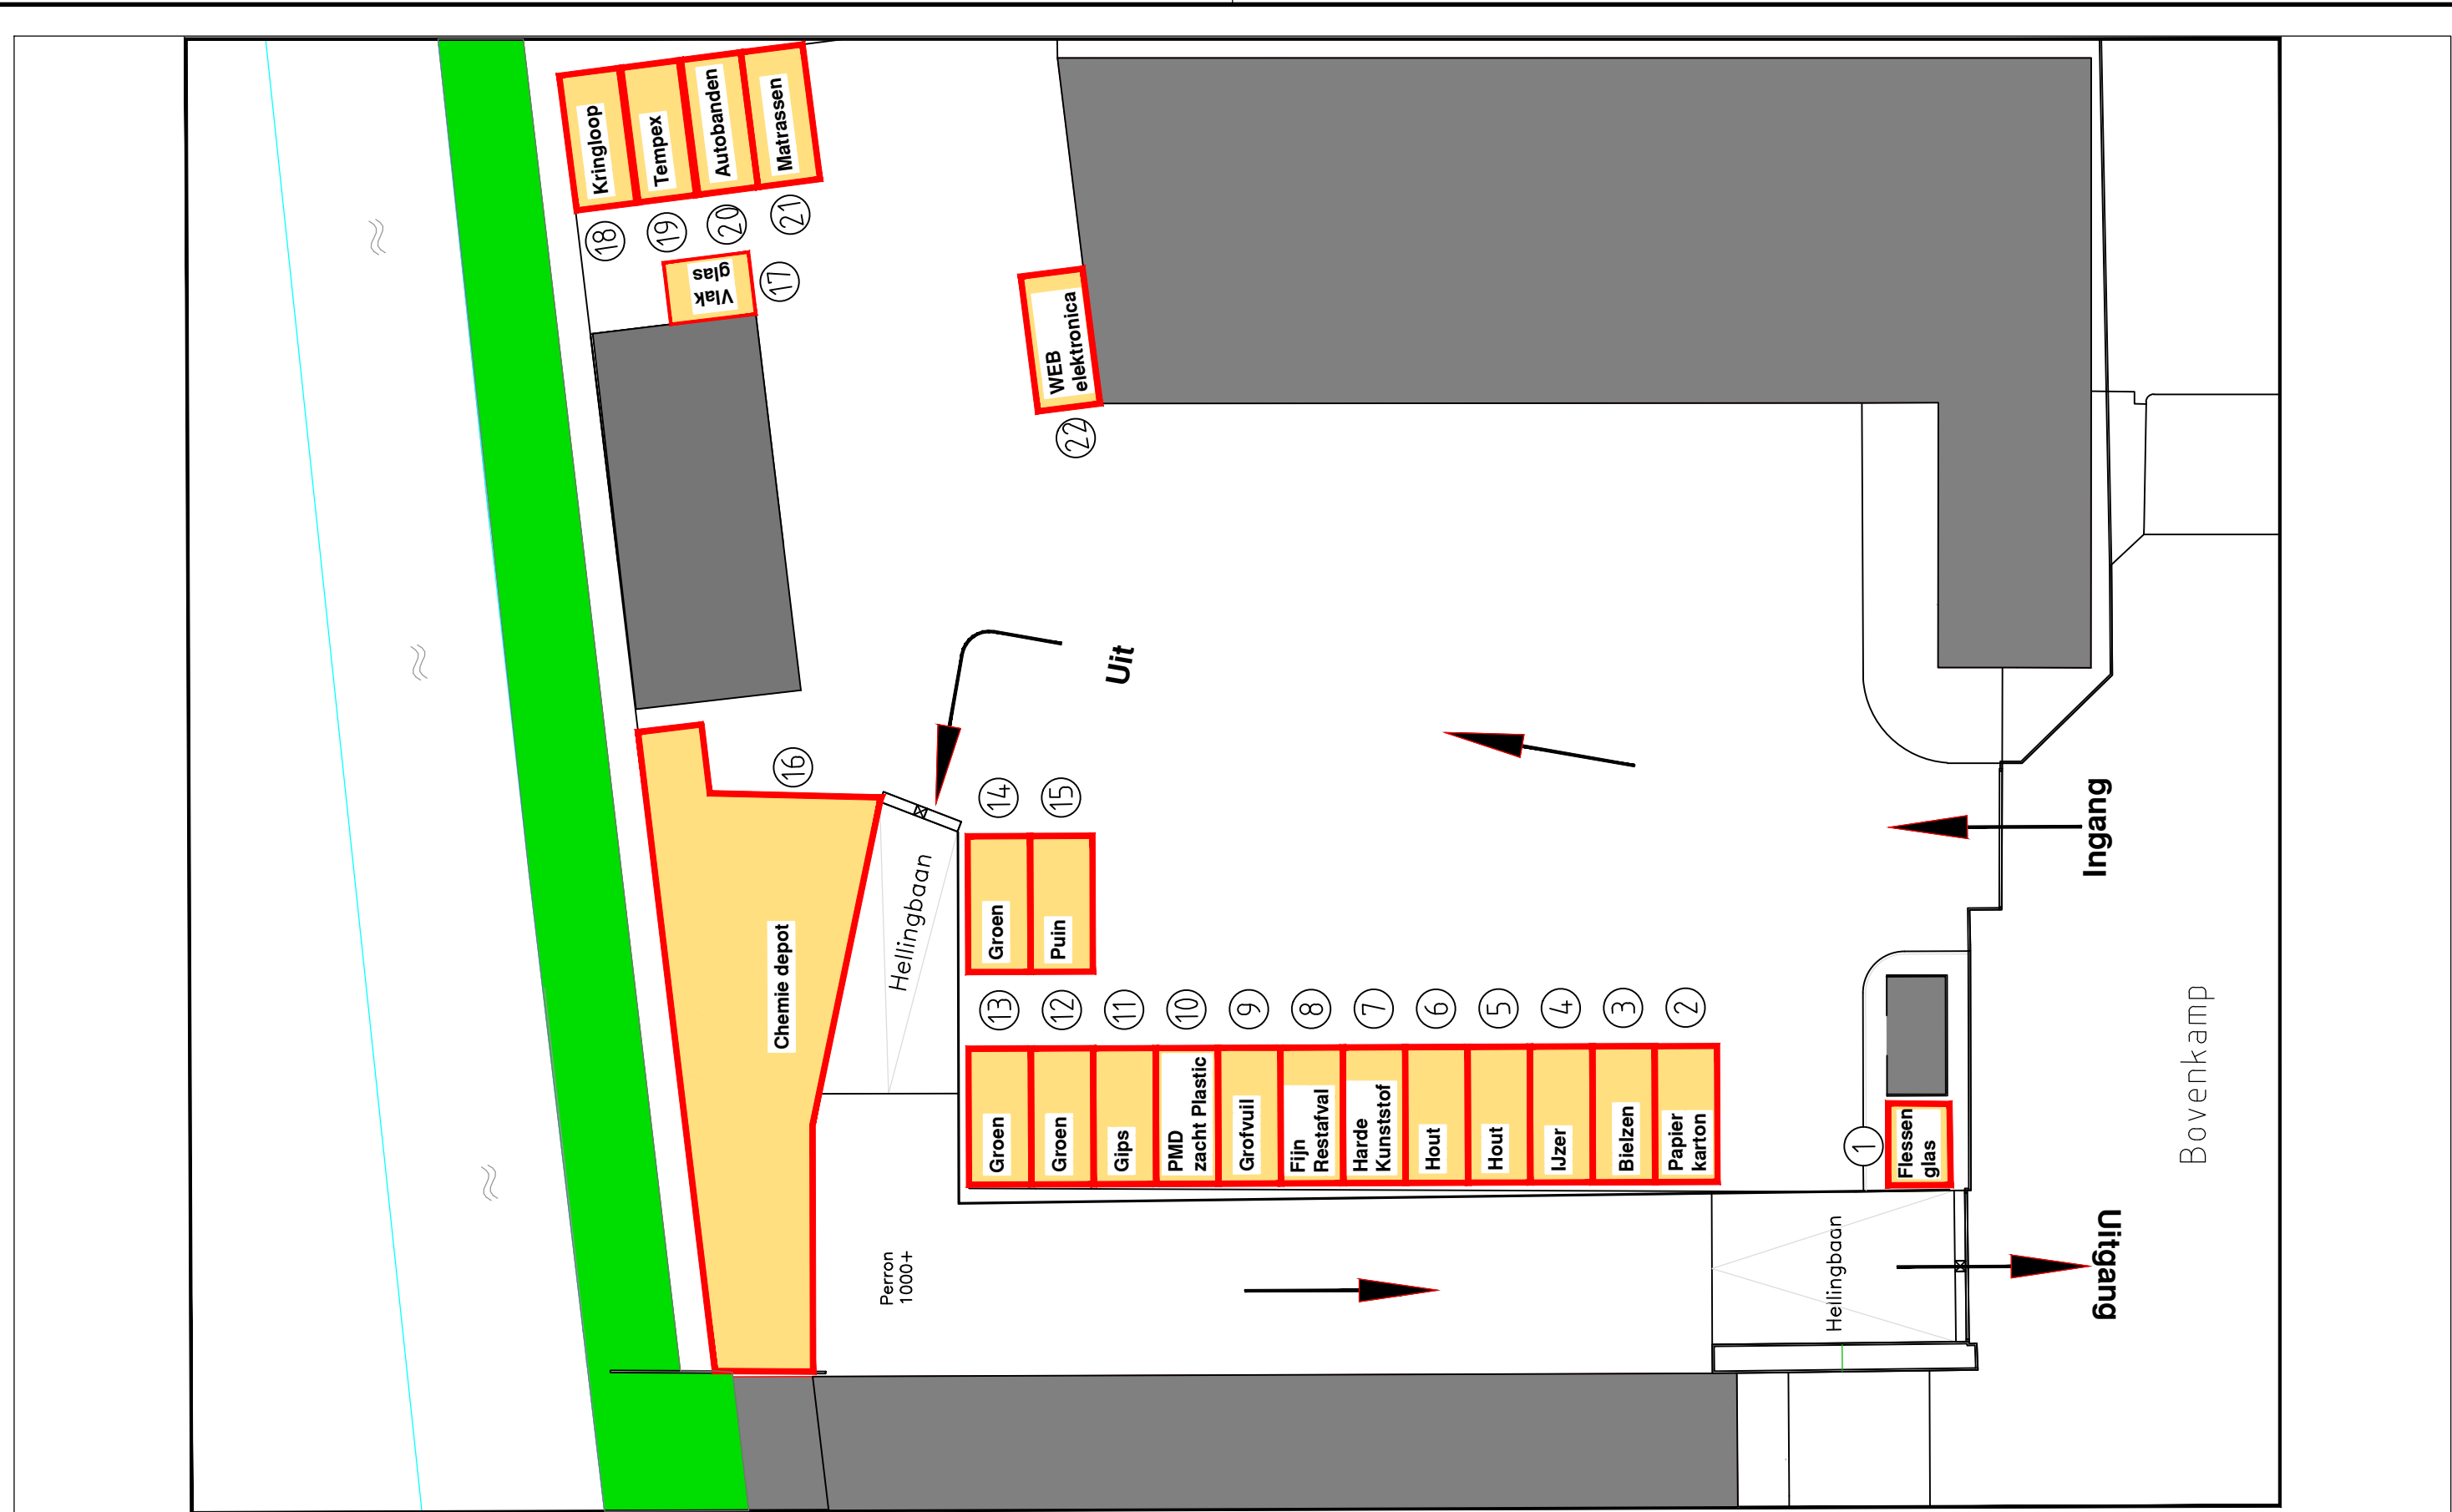 Kringloop
Tempex
Autobanden
Matrassen
18
19
20
21
Vlak
glas
17
WEB
elektronica
22
Uit
16
14
15
Ingang
Groen
Puin
Hellingbaan
Chemie depot
13
12
11
10
9
8
7
6
5
4
3
2
Groen
Groen
Gips
PMD
zacht Plastic
Grofvuil
Fijn
Restafval
Harde
Kunststof
Hout
Hout
IJzer
Bielzen
Papier
karton
1
Flessen
glas
Bovenkamp
Perron
1000+
Hellingbaan
Uitgang